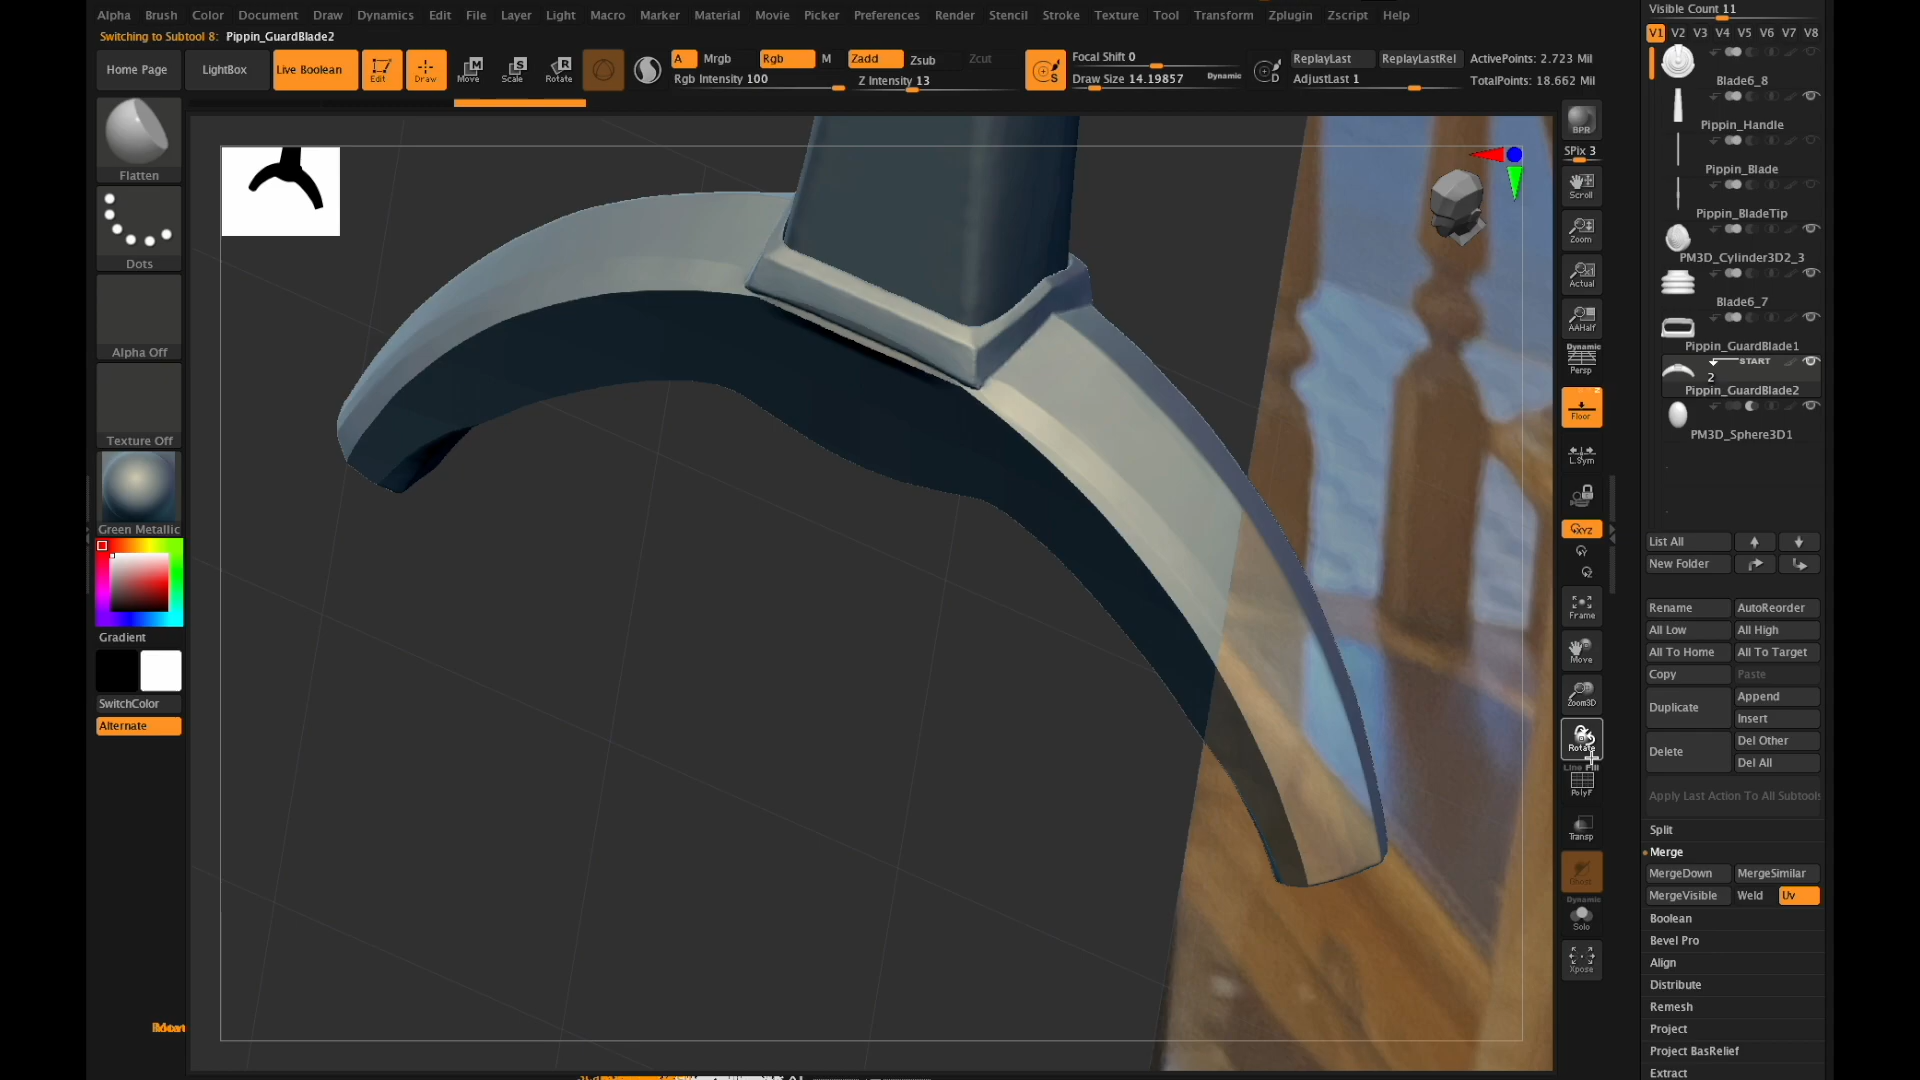 Alpha Brush Color Document Draw Dynamics Edit File Layer Light Macro Marker Material Movie Picker Preferences Render Stencil Stroke Texture Tool Transform Zplugin Zscript Help
Switching to Subtool 8: Pippin_GuardBlade2
Home Page
LightBox
Live Boolean
Edit
Draw
Move
Scale
Rotate
A
Mrgb
Rgb
M
Rgb Intensity 100
Zadd
Zsub
Zcut
Z Intensity 13
Focal Shift 0
Draw Size 14.19857
Dynamic
ReplayLast
ReplayLastRel
AdjustLast 1
ActivePoints: 2.723 Mil
TotalPoints: 18.662 Mil
Flatten
Dots
Alpha Off
Texture Off
Green Metallic
Gradient
SwitchColor
Alternate
BPR
SPix 3
Scroll
Zoom
Actual
AAHalf
Dynamic
Persp
Floor
L.Sym
XYZ
Frame
Move
Zoom3D
Rotate
Line Fill
PolyF
Transp
Ghost
Dynamic
Solo
Xpose
Visible Count 11
V1 V2 V3 V4 V5 V6 V7 V8
Blade6_8
Pippin_Handle
Pippin_Blade
Pippin_BladeTip
PM3D_Cylinder3D2_3
Blade6_7
Pippin_GuardBlade1
START
2
Pippin_GuardBlade2
PM3D_Sphere3D1
List All
New Folder
Rename AutoReorder
All Low All High
All To Home All To Target
Copy Paste
Duplicate Append
Insert
Delete Del Other
Del All
Apply Last Action To All Subtools
Split
Merge
MergeDown MergeSimilar
MergeVisible Weld Uv
Boolean
Bevel Pro
Align
Distribute
Remesh
Project
Project BasRelief
Extract